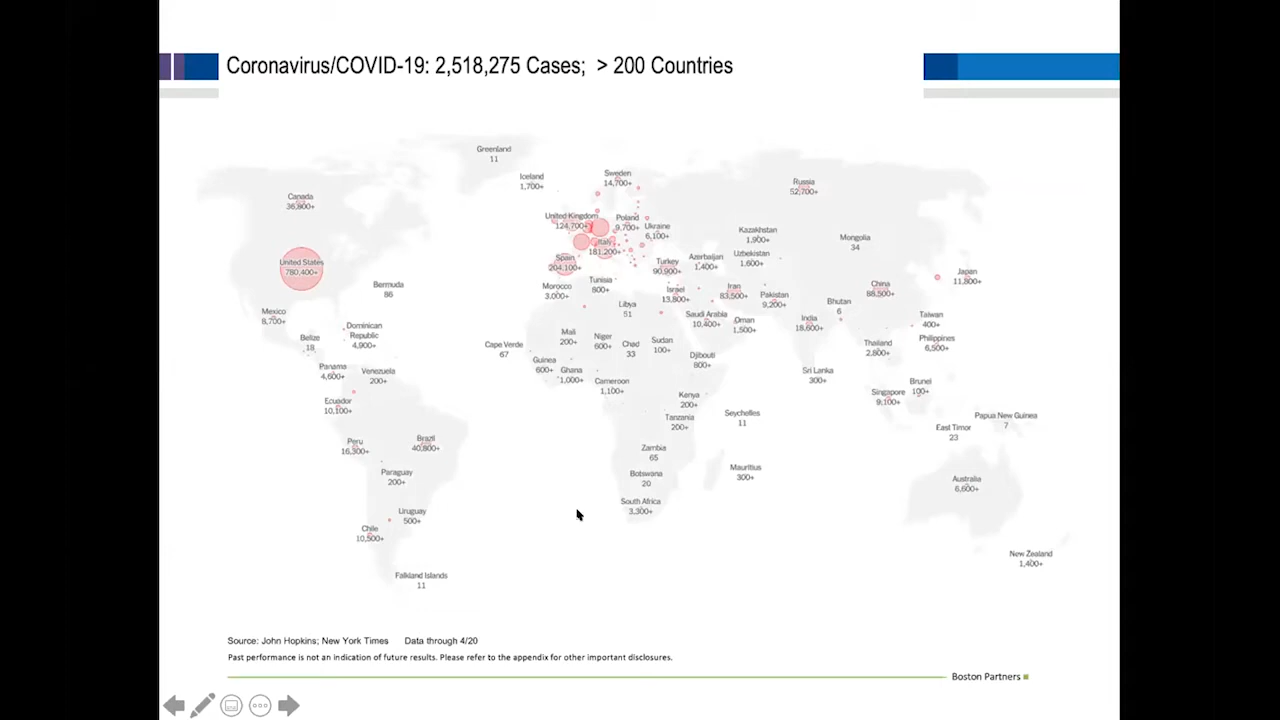 Coronavirus/COVID-19: 2,518,275 Cases; > 200 Countries
Greenland
11
Iceland
1,700+
Sweden
14,700+
Russia
52,700+
Canada
36,800+
United Kingdom
124,700+
Poland
9,700+
Ukraine
6,100+
Kazakhstan
1,900+
Mongolia
34
Italy
181,200+
Uzbekistan
1,600+
United States
780,400+
Spain
204,100+
Turkey
90,900+
Azerbaijan
1,400+
Japan
11,800+
Bermuda
86
Morocco
3,000+
Tunisia
800+
Israel
13,800+
Iran
83,500+
Pakistan
9,200+
China
88,500+
Mexico
8,700+
Libya
51
Saudi Arabia
10,400+
Oman
1,500+
India
18,600+
Bhutan
6
Taiwan
400+
Belize
18
Dominican
Republic
4,900+
Cape Verde
67
Mali
200+
Niger
600+
Chad
33
Sudan
100+
Djibouti
800+
Thailand
2,800+
Philippines
6,500+
Panama
4,600+
Venezuela
200+
Guinea
600+
Ghana
1,000+
Cameroon
1,100+
Sri Lanka
300+
Ecuador
10,100+
Kenya
200+
Singapore
9,100+
Brunei
100+
Tanzania
200+
Seychelles
11
Papua New Guinea
7
East Timor
23
Peru
16,300+
Brazil
40,800+
Zambia
65
Paraguay
200+
Botswana
20
Mauritius
300+
Australia
6,600+
Uruguay
500+
South Africa
3,300+
Chile
10,500+
New Zealand
1,400+
Falkland Islands
11
Source: John Hopkins; New York Times Data through 4/20
Past performance is not an indication of future results. Please refer to the appendix for other important disclosures.
Boston Partners